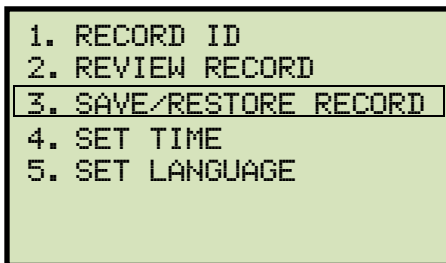 1. RECORD ID
2. REVIEW RECORD
3. SAVE/RESTORE RECORD
4. SET TIME
5. SET LANGUAGE